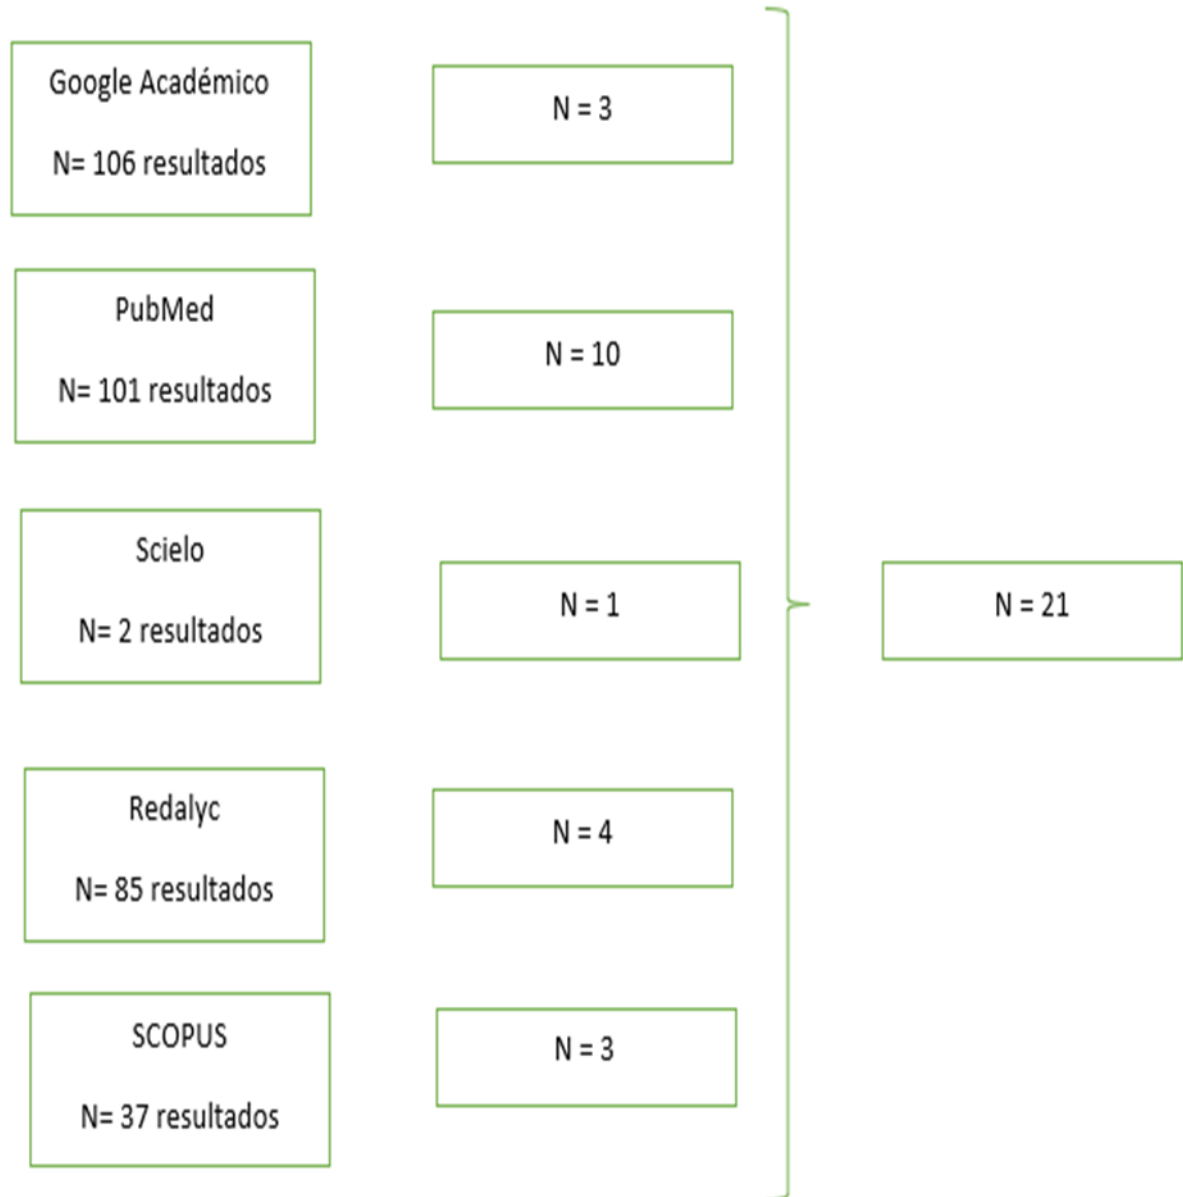 Google Académico
N= 106 resultados
N = 3
PubMed
N= 101 resultados
N = 10
Scielo
N= 2 resultados
N = 1
N = 21
Redalyc
N= 85 resultados
N = 4
SCOPUS
N= 37 resultados
N = 3